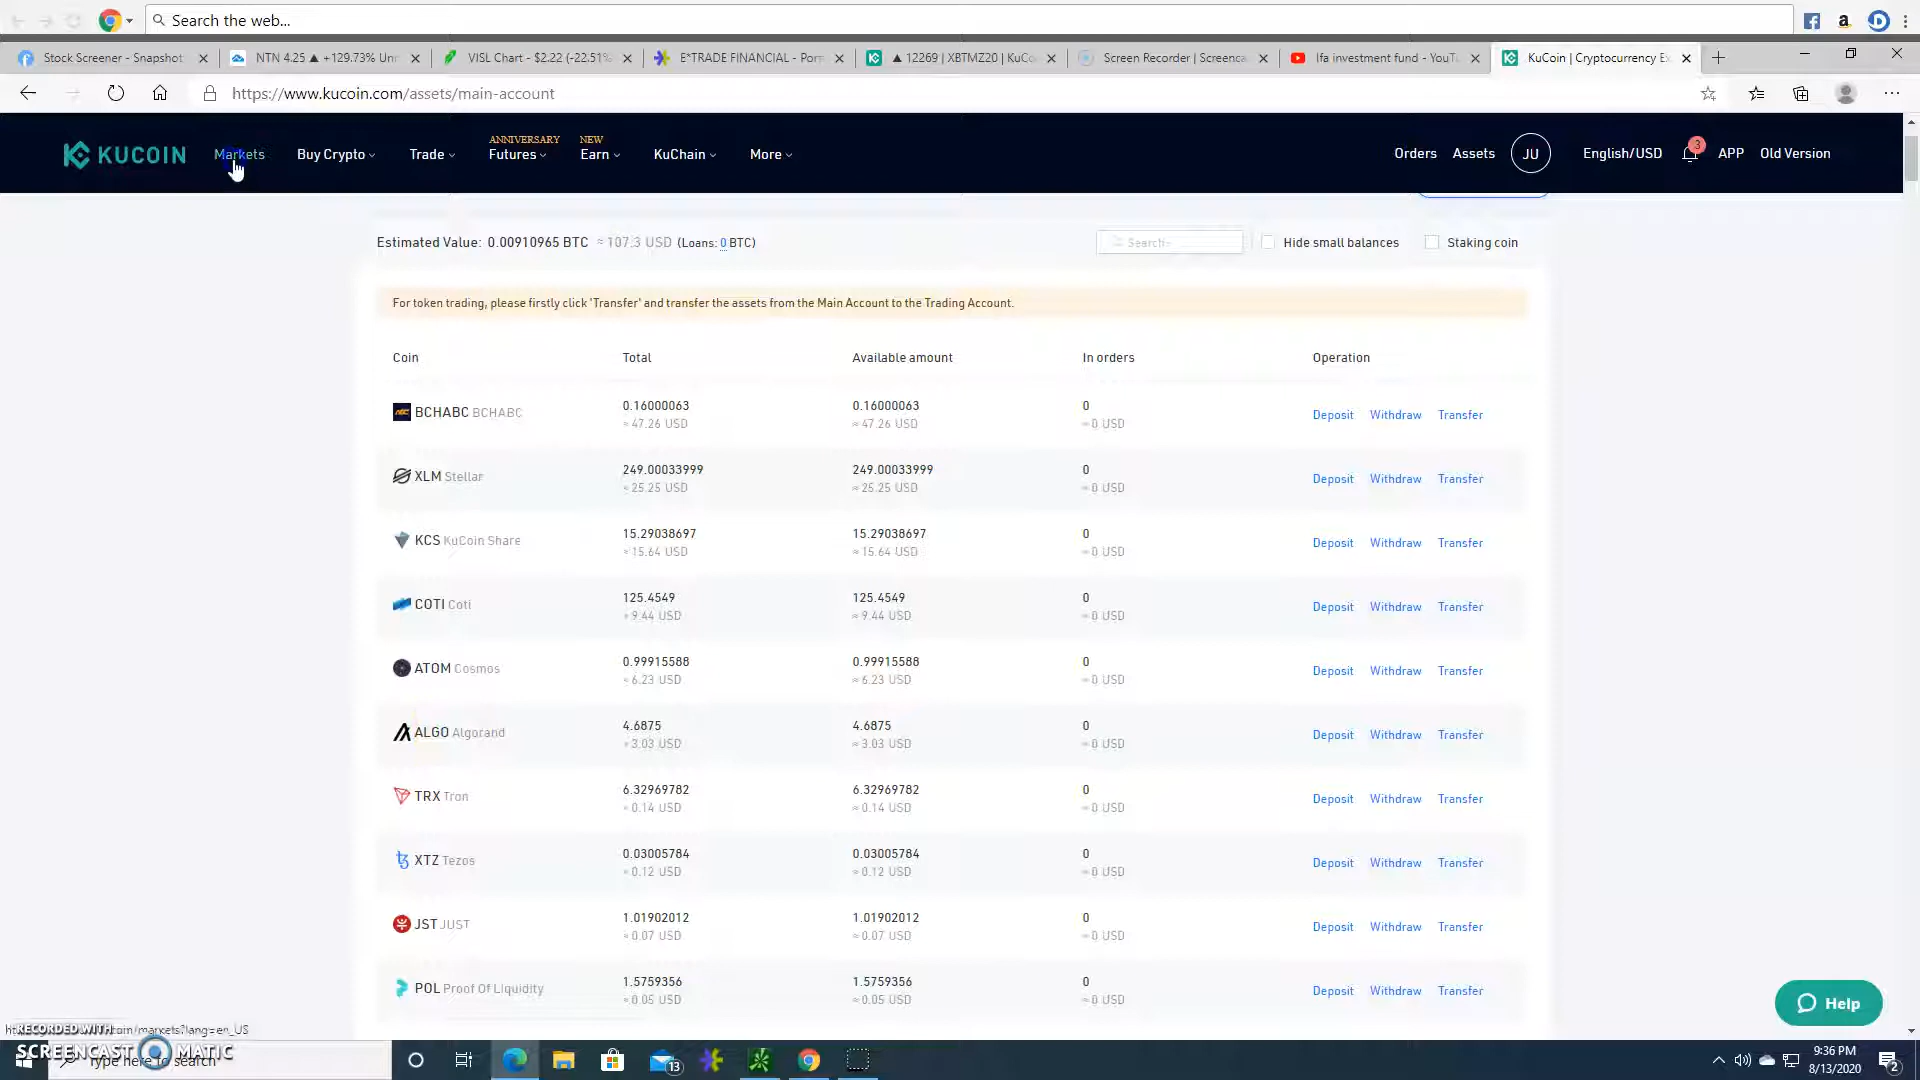 Search the web...
Stock Screener - Snapshot
NTN 4.25 ▲ +129.73% Unr
VISL Chart - $2.22 (-22.51%
E*TRADE FINANCIAL - Port
▲ 12269 | XBTMZ20 | KuCo
Screen Recorder | Screenca
lfa investment fund - YouT
KuCoin | Cryptocurrency Ex
https://www.kucoin.com/assets/main-account
KUCOIN
Markets
Buy Crypto
Trade
ANNIVERSARY
Futures
NEW
Earn
KuChain
More
Orders
Assets
JU
English/USD
3
APP
Old Version
Estimated Value: 0.00910965 BTC ≈ 107.3 USD (Loans: 0 BTC)
Search
Hide small balances
Staking coin
For token trading, please firstly click 'Transfer' and transfer the assets from the Main Account to the Trading Account.
Coin Total Available amount In orders Operation
BCHABC BCHABC 0.16000063 0.16000063 0 Deposit Withdraw Transfer
≈ 47.26 USD ≈ 47.26 USD ≈ 0 USD
XLM Stellar 249.00033999 249.00033999 0 Deposit Withdraw Transfer
≈ 25.25 USD ≈ 25.25 USD ≈ 0 USD
KCS KuCoin Share 15.29038697 15.29038697 0 Deposit Withdraw Transfer
≈ 15.64 USD ≈ 15.64 USD ≈ 0 USD
COTI Coti 125.4549 125.4549 0 Deposit Withdraw Transfer
≈ 9.44 USD ≈ 9.44 USD ≈ 0 USD
ATOM Cosmos 0.99915588 0.99915588 0 Deposit Withdraw Transfer
≈ 6.23 USD ≈ 6.23 USD ≈ 0 USD
ALGO Algorand 4.6875 4.6875 0 Deposit Withdraw Transfer
≈ 3.03 USD ≈ 3.03 USD ≈ 0 USD
TRX Tron 6.32969782 6.32969782 0 Deposit Withdraw Transfer
≈ 0.14 USD ≈ 0.14 USD ≈ 0 USD
XTZ Tezos 0.03005784 0.03005784 0 Deposit Withdraw Transfer
≈ 0.12 USD ≈ 0.12 USD ≈ 0 USD
JST JUST 1.01902012 1.01902012 0 Deposit Withdraw Transfer
≈ 0.07 USD ≈ 0.07 USD ≈ 0 USD
POL Proof Of Liquidity 1.5759356 1.5759356 0 Deposit Withdraw Transfer
≈ 0.05 USD ≈ 0.05 USD ≈ 0 USD
Help
RECORDED WITH
oin/markets?lang=en_US
SCREENCAST MATIC
Type here to search
13
9:36 PM
8/13/2020
2